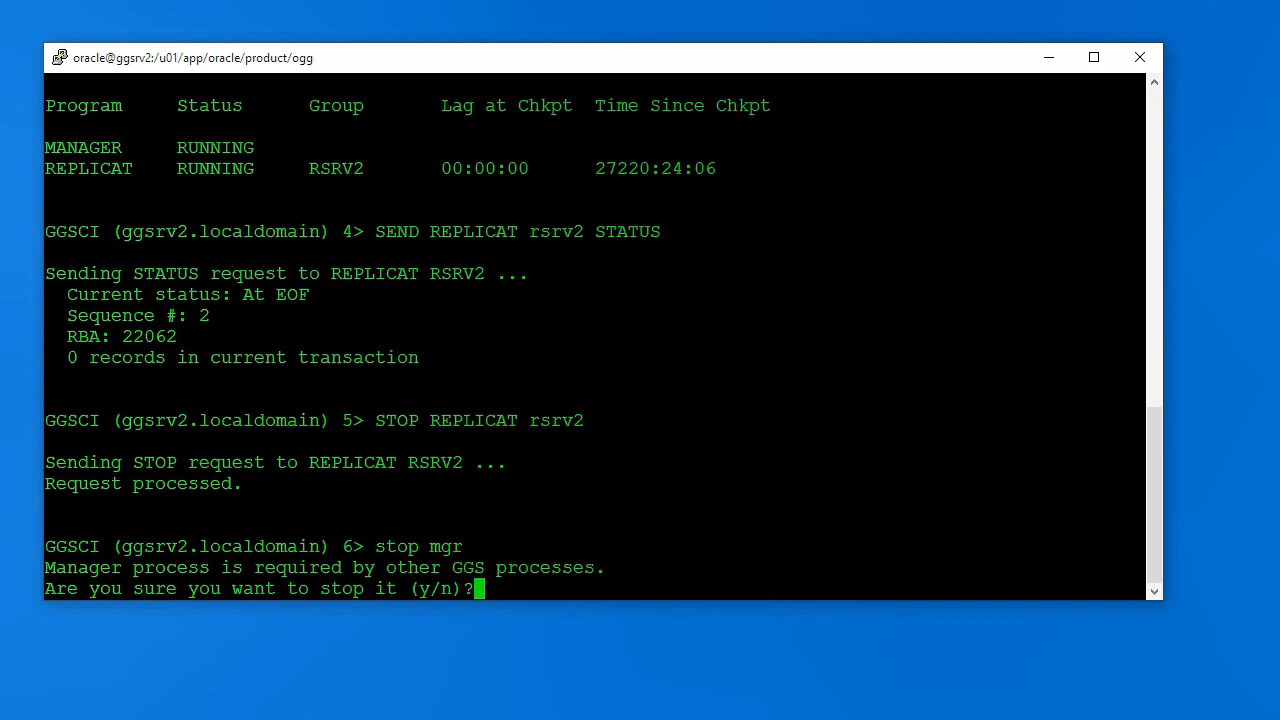 oracle@ggsrv2:/u01/app/oracle/product/ogg
Program     Status      Group       Lag at Chkpt  Time Since Chkpt
MANAGER     RUNNING
REPLICAT    RUNNING     RSRV2       00:00:00      27220:24:06
GGSCI (ggsrv2.localdomain) 4> SEND REPLICAT rsrv2 STATUS
Sending STATUS request to REPLICAT RSRV2 ...
  Current status: At EOF
  Sequence #: 2
  RBA: 22062
  0 records in current transaction
GGSCI (ggsrv2.localdomain) 5> STOP REPLICAT rsrv2
Sending STOP request to REPLICAT RSRV2 ...
Request processed.
GGSCI (ggsrv2.localdomain) 6> stop mgr
Manager process is required by other GGS processes.
Are you sure you want to stop it (y/n)?